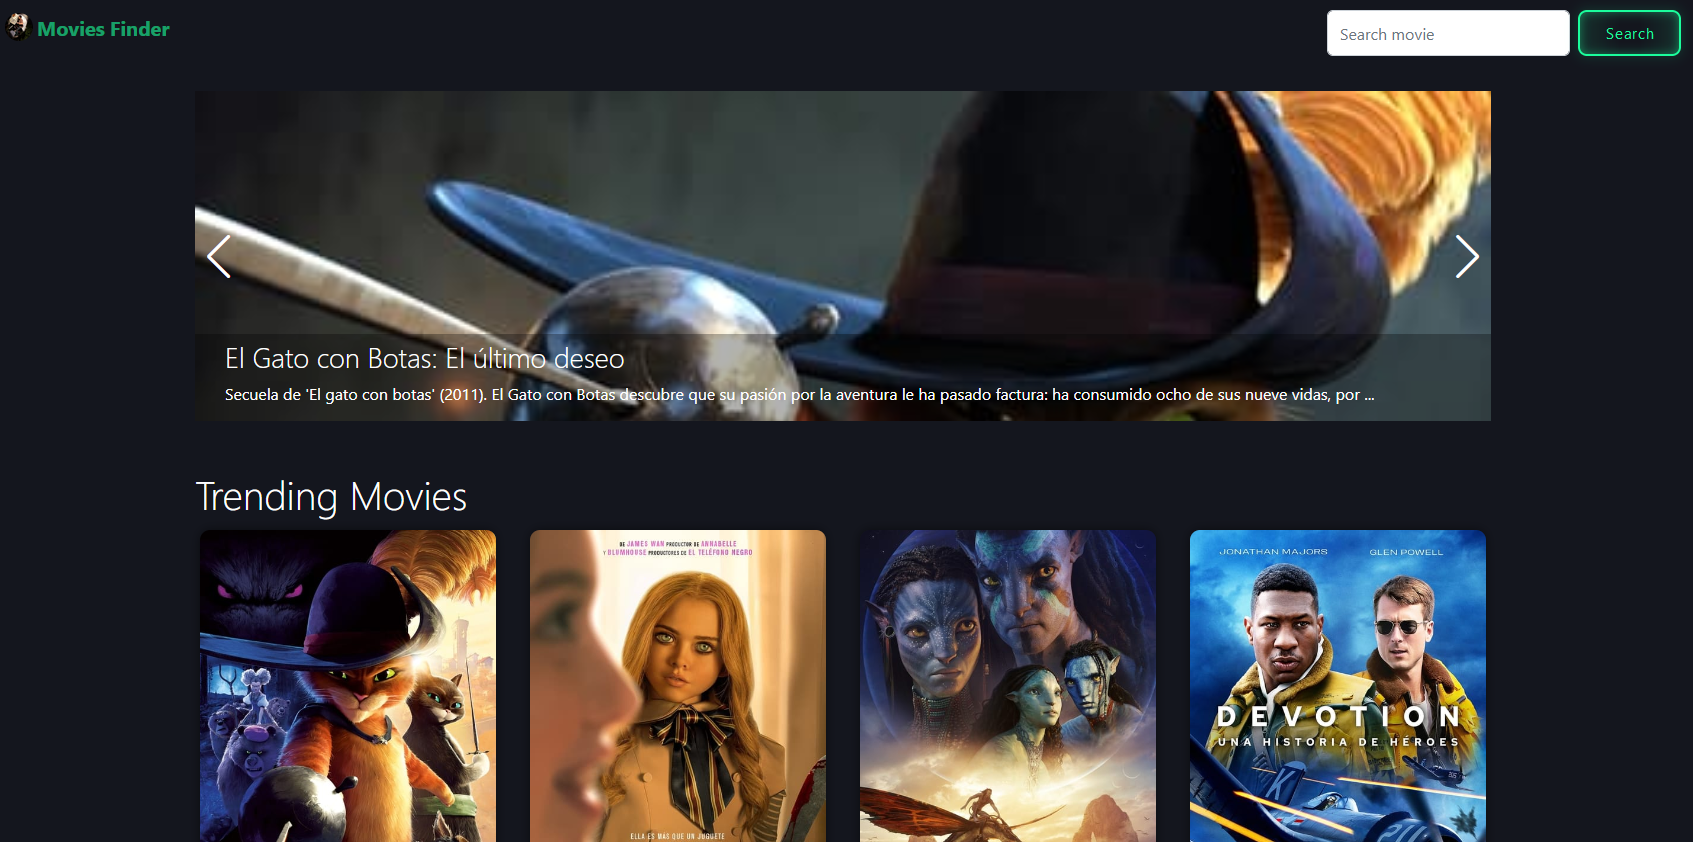 Movies Finder
Search movie
Search
El Gato con Botas: El último deseo
Secuela de 'El gato con botas' (2011). El Gato con Botas descubre que su pasión por la aventura le ha pasado factura: ha consumido ocho de sus nueve vidas, por ...
Trending Movies
DE JAMES WAN PRODUCTOR DE ANNABELLE
Y BLUMHOUSE PRODUCTORES DE EL TELÉFONO NEGRO
ELLA ES MÁS QUE UN JUGUETE
JONATHAN MAJORS GLEN POWELL
DEVOTION
UNA HISTORIA DE HÉROES